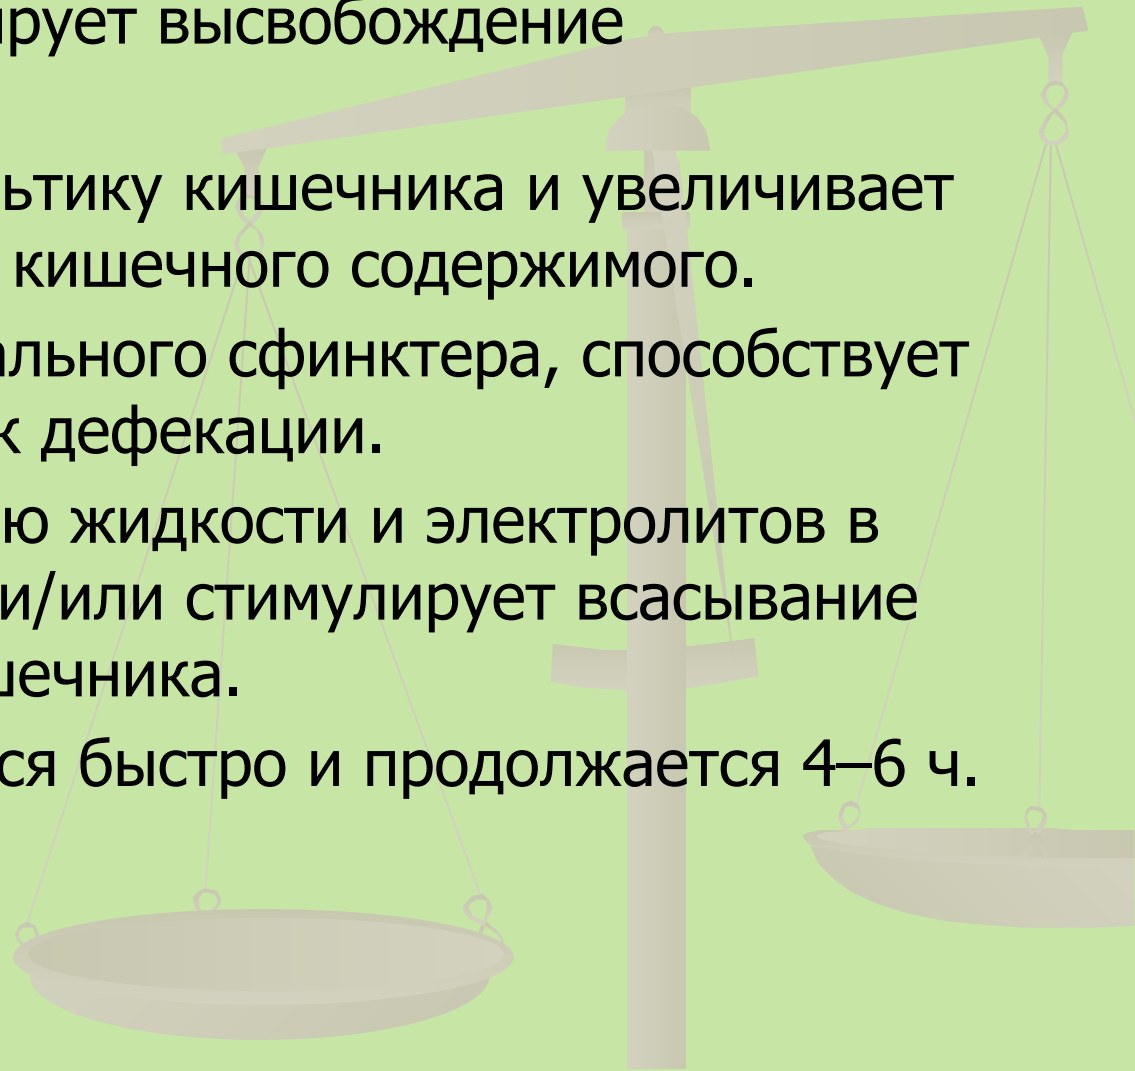 ирует высвобождение
ьтику кишечника и увеличивает
кишечного содержимого.
ального сфинктера, способствует
к дефекации.
ю жидкости и электролитов в
и/или стимулирует всасывание
шечника.
ся быстро и продолжается 4–6 ч.